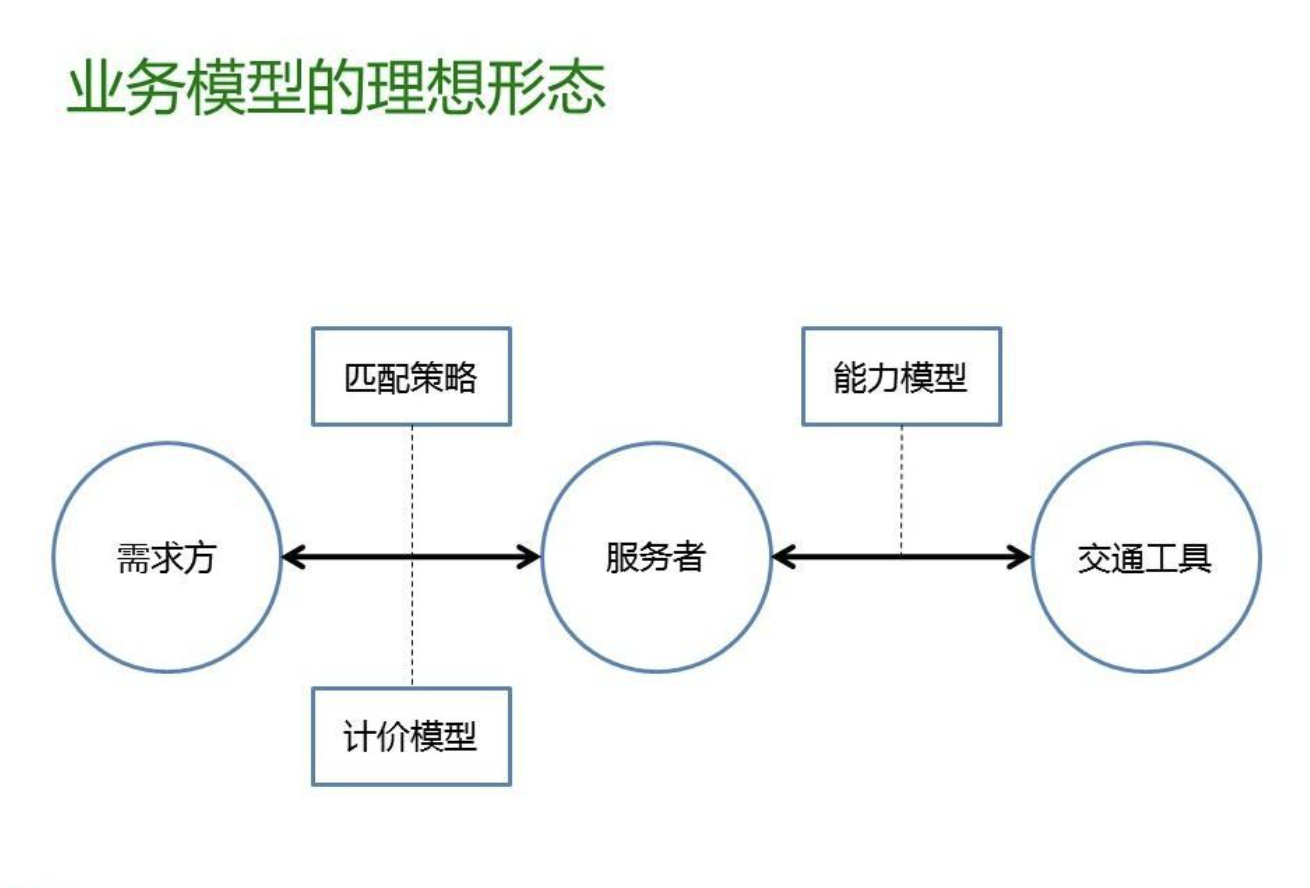 业务模型的理想形态
匹配策略
能力模型
需求方
服务者
交通工具
计价模型